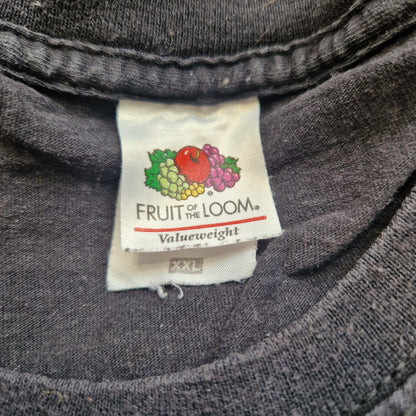 FRUIT OF THE LOOM®
Valueweight
XXL